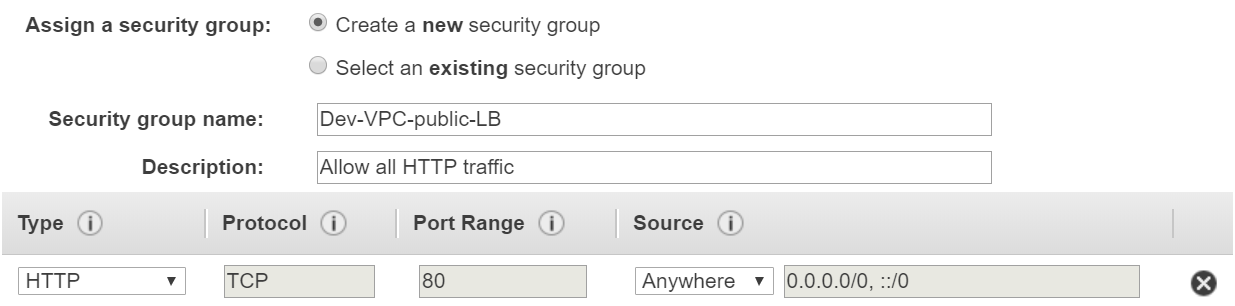 Assign a security group: Create a new security group
Select an existing security group
Security group name: Dev-VPC-public-LB
Description: Allow all HTTP traffic
Type i Protocol i Port Range i Source i
HTTP TCP 80 Anywhere 0.0.0.0/0, ::/0